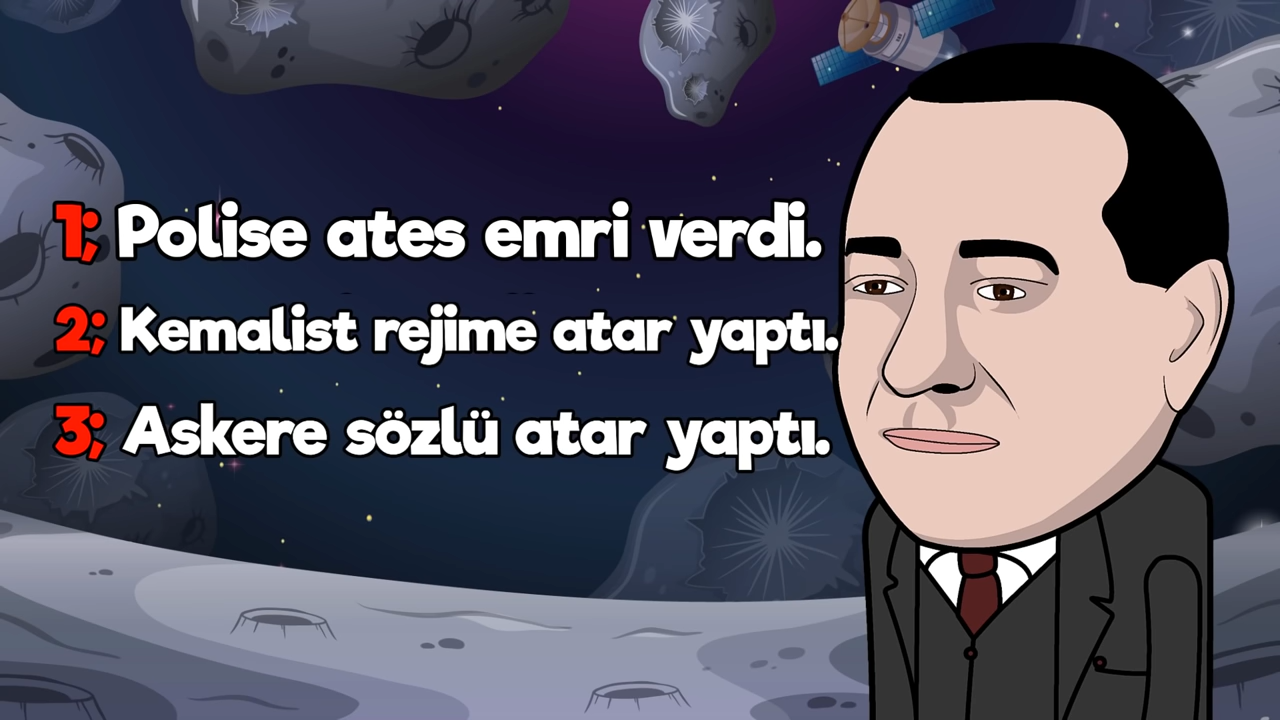 1; Polise ates emri verdi.
2; Kemalist rejime atar yaptı.
3; Askere sözlü atar yaptı.